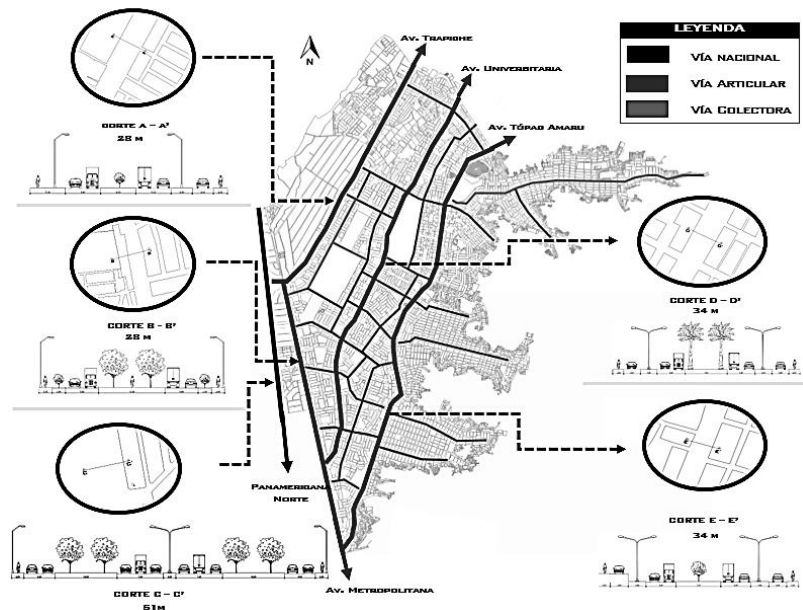 Av. Trapiche
Av. Universitaria
Av. Túpac Amaru
N
LEYENDA
Vía nacional
Vía Articular
Vía Colectora
CORTE A - A'
28 M
CORTE B - B'
28 M
CORTE D - D'
34 M
Panamericana
Norte
CORTE E - E'
34 M
CORTE C - C'
51M
Av. Metropolitana